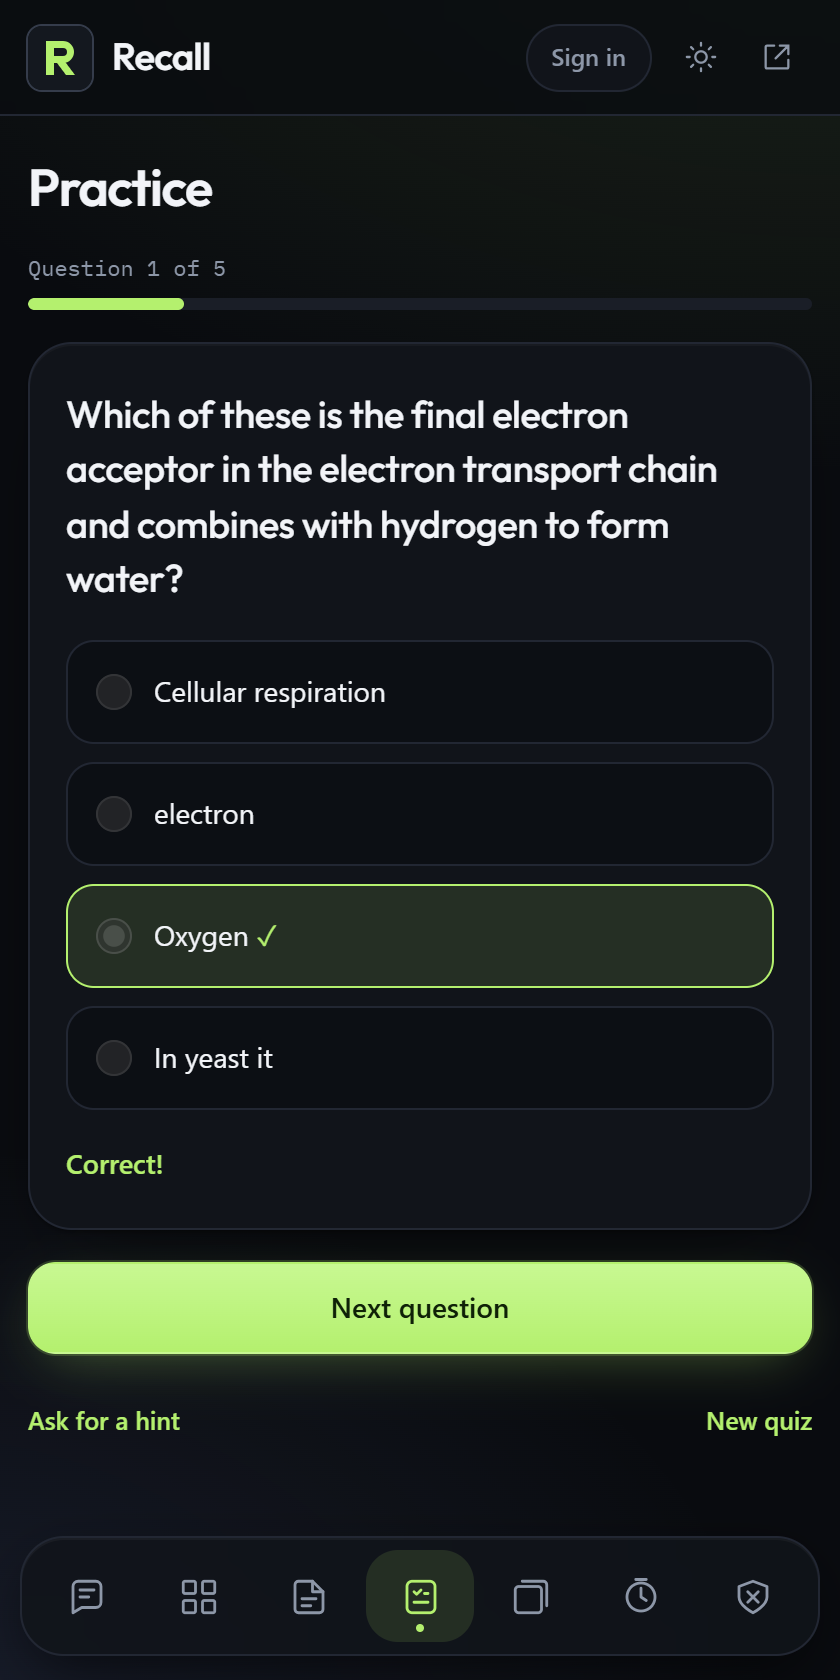 R Recall
Sign in
Practice
Question 1 of 5
Which of these is the final electron
acceptor in the electron transport chain
and combines with hydrogen to form
water?
Cellular respiration
electron
Oxygen ✓
In yeast it
Correct!
Next question
Ask for a hint
New quiz